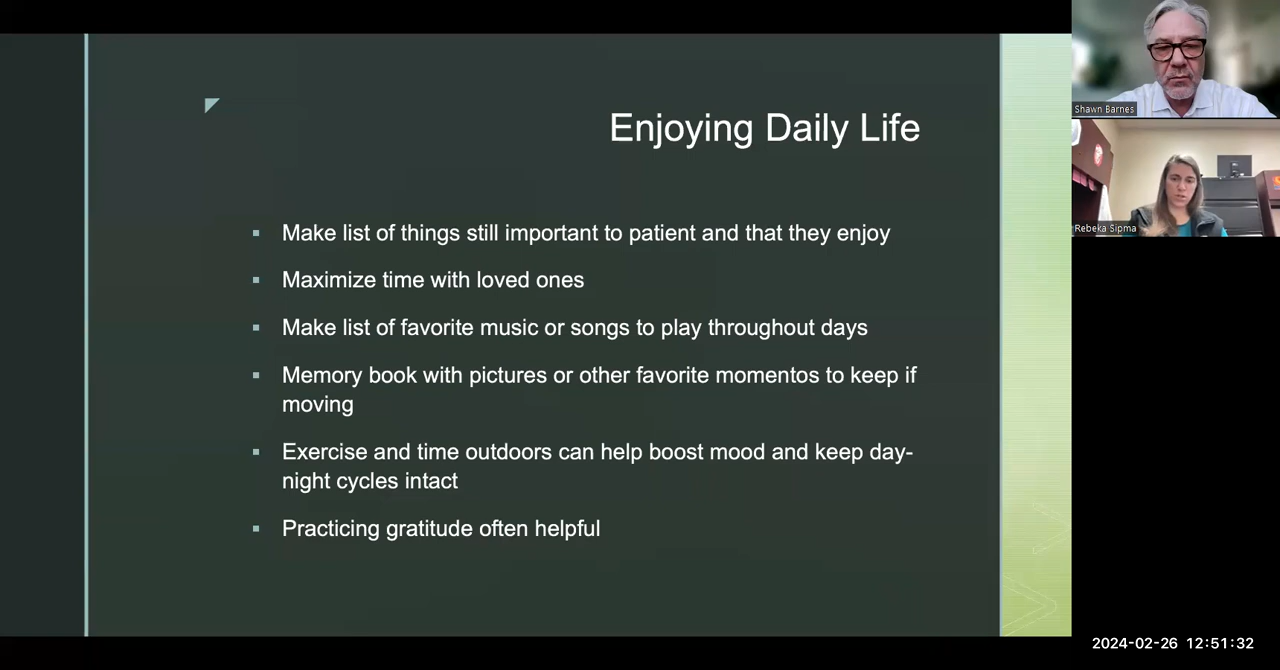 Enjoying Daily Life
Make list of things still important to patient and that they enjoy
Maximize time with loved ones
Make list of favorite music or songs to play throughout days
Memory book with pictures or other favorite momentos to keep if
moving
Exercise and time outdoors can help boost mood and keep day-
night cycles intact
Practicing gratitude often helpful
Shawn Barnes
Rebeka Sipma
2024-02-26 12:51:32